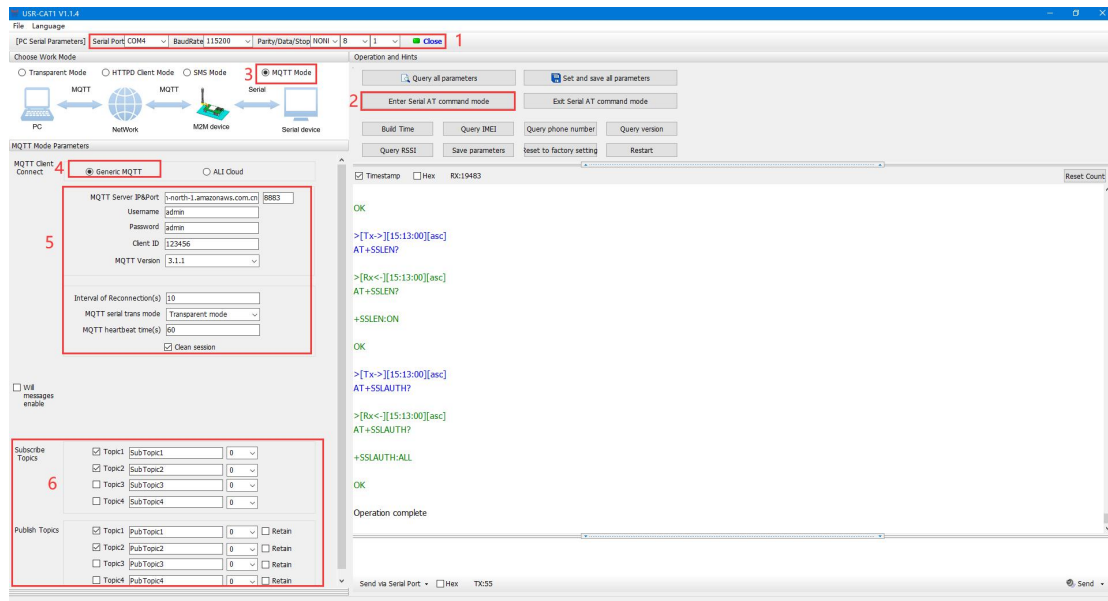 USR-CAT1 V1.1.4
File Language
[PC Serial Parameters] Serial Port COM4 BaudRate 115200 Parity/Data/Stop NONI 8 1 Close 1
Choose Work Mode
Transparent Mode HTTPD Client Mode SMS Mode 3 MQTT Mode
MQTT MQTT Serial
PC NetWork M2M device Serial device
MQTT Mode Parameters
MQTT Client Connect 4 Generic MQTT ALI Cloud
5
MQTT Server IP&Port n-north-1.amazonaws.com.cn 8883
Username admin
Password admin
Client ID 123456
MQTT Version 3.1.1
Interval of Reconnection(s) 10
MQTT serial trans mode Transparent mode
MQTT heartbeat time(s) 60
Clean session
Will
messages
enable
Subscribe
Topics
6
Topic1 SubTopic1 0
Topic2 SubTopic2 0
Topic3 SubTopic3 0
Topic4 SubTopic4 0
Publish Topics
Topic1 PubTopic1 0 Retain
Topic2 PubTopic2 0 Retain
Topic3 PubTopic3 0 Retain
Topic4 PubTopic4 0 Retain
Operation and Hints
Query all parameters Set and save all parameters
2 Enter Serial AT command mode Exit Serial AT command mode
Build Time Query IMEI Query phone number Query version
Query RSSI Save parameters Reset to factory setting Restart
Timestamp Hex RX:19483 Reset Count
OK
>[Tx->][15:13:00][asc]
AT+SSLEN?
>[Rx<-][15:13:00][asc]
AT+SSLEN?
+SSLEN:ON
OK
>[Tx->][15:13:00][asc]
AT+SSLAUTH?
>[Rx<-][15:13:00][asc]
AT+SSLAUTH?
+SSLAUTH:ALL
OK
Operation complete
Send via Serial Port Hex TX:55 Send